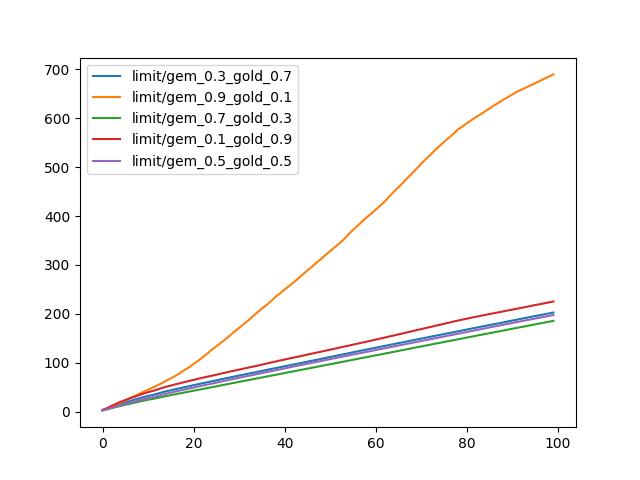 700
600
500
400
300
200
100
0
limit/gem_0.3_gold_0.7
limit/gem_0.9_gold_0.1
limit/gem_0.7_gold_0.3
limit/gem_0.1_gold_0.9
limit/gem_0.5_gold_0.5
0 20 40 60 80 100